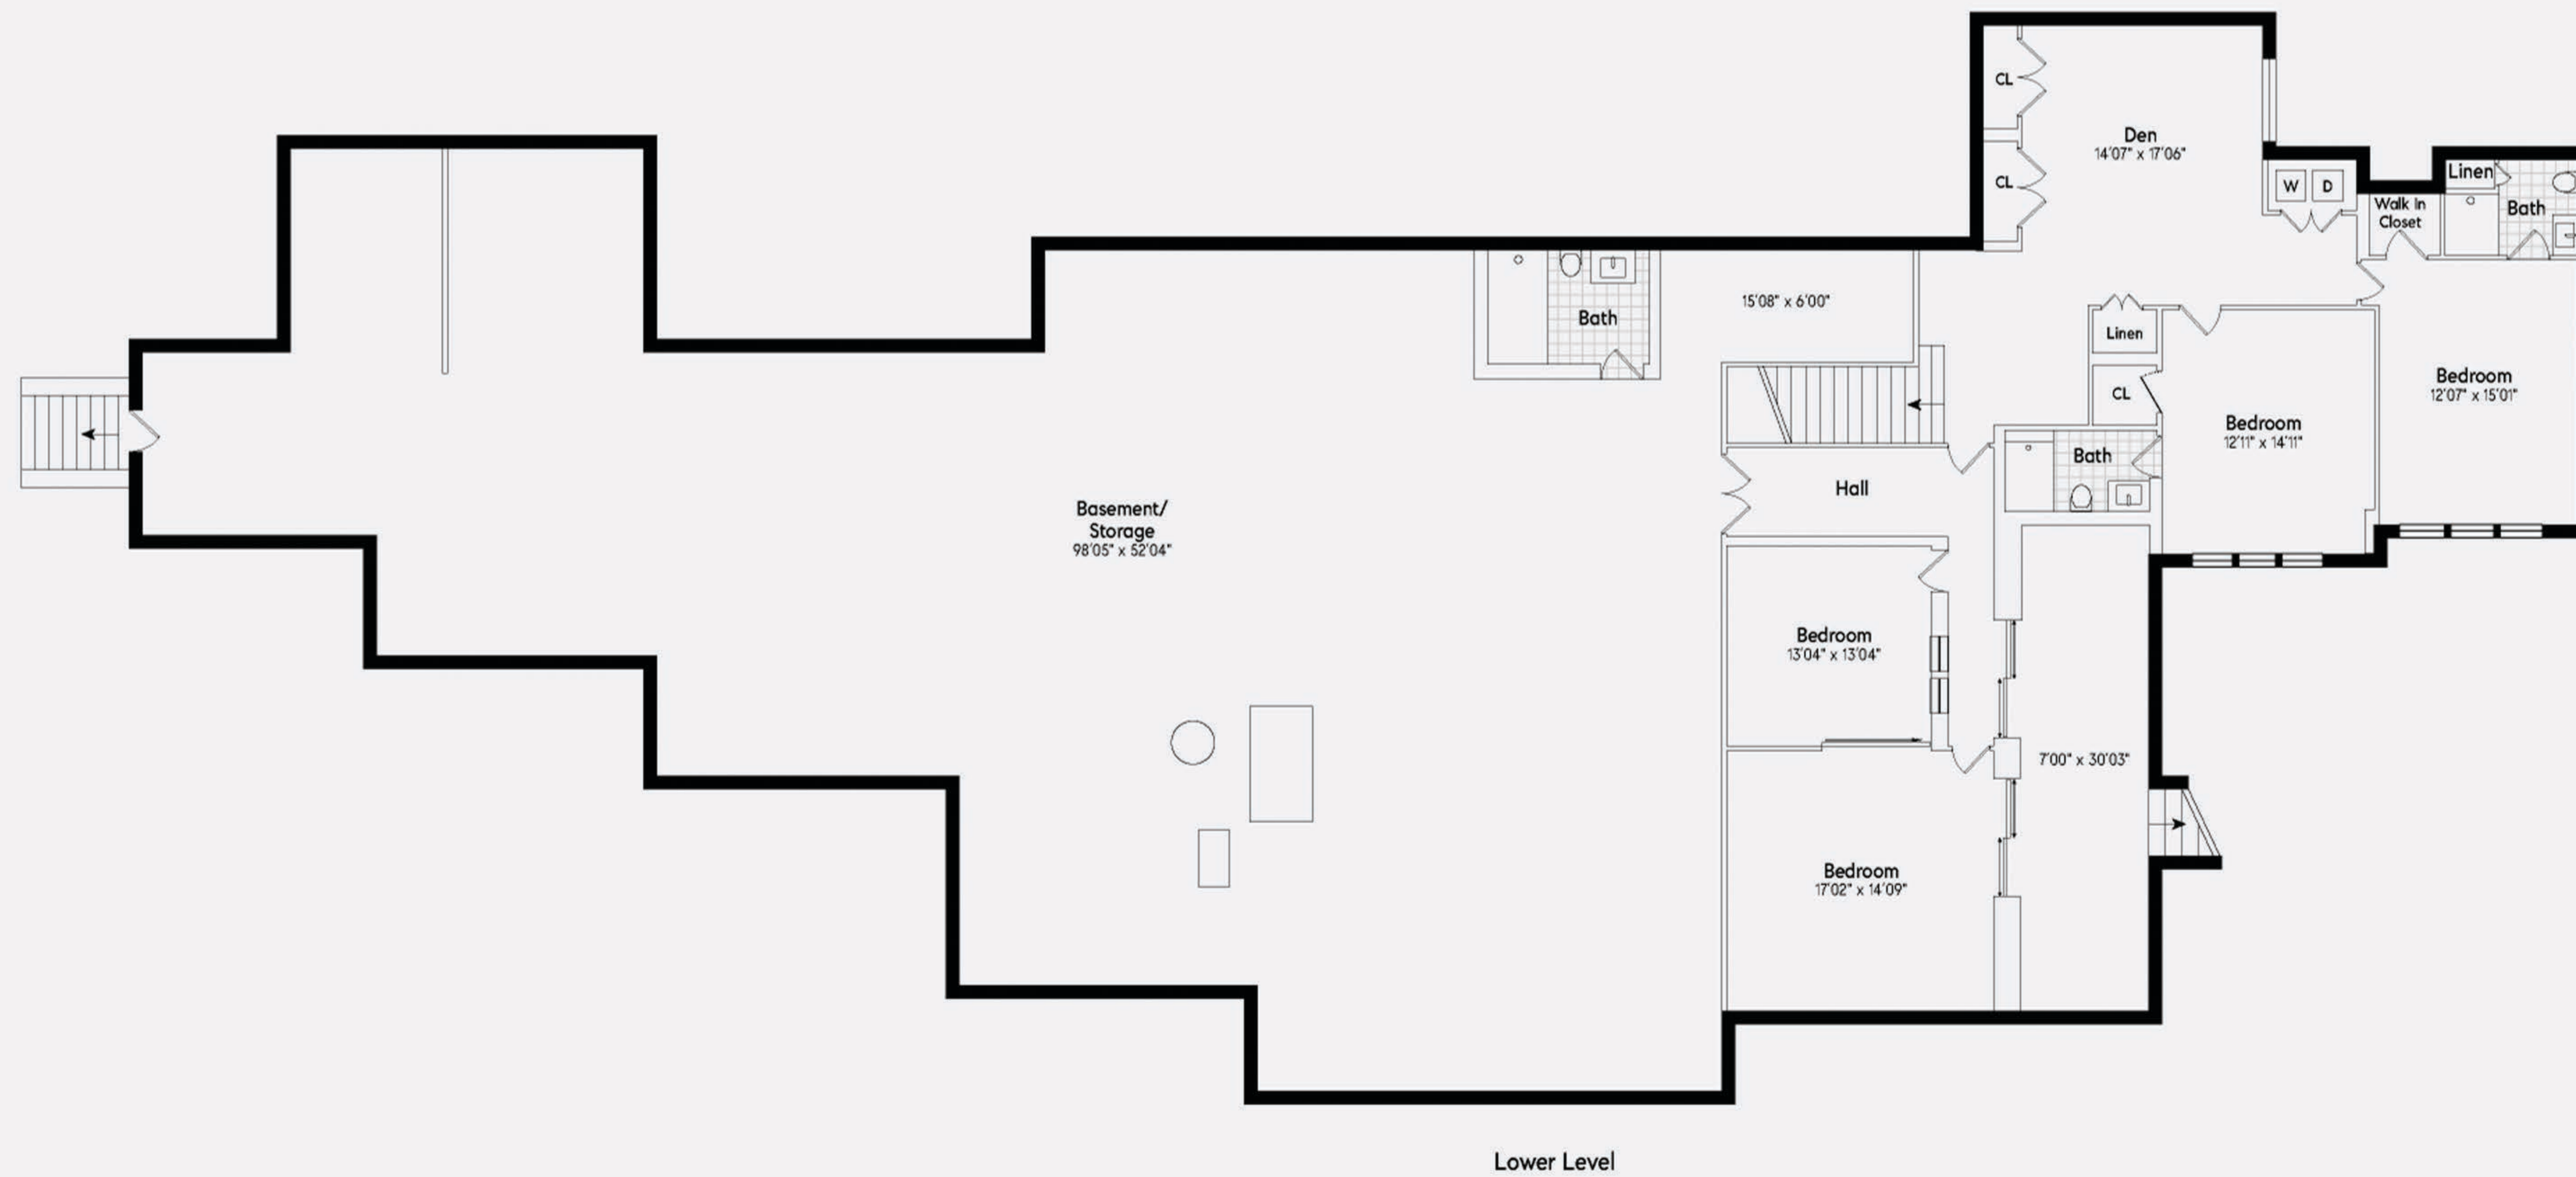 CL
Den
14'07" x 17'06"
CL
W
D
Linen
Walk In
Closet
Bath
15'08" x 6'00"
Bath
Linen
Bedroom
12'07" x 15'01"
CL
Bedroom
12'11" x 14'11"
Bath
Hall
Basement/
Storage
98'05" x 52'04"
Bedroom
13'04" x 13'04"
7'00" x 30'03"
Bedroom
17'02" x 14'09"
Lower Level